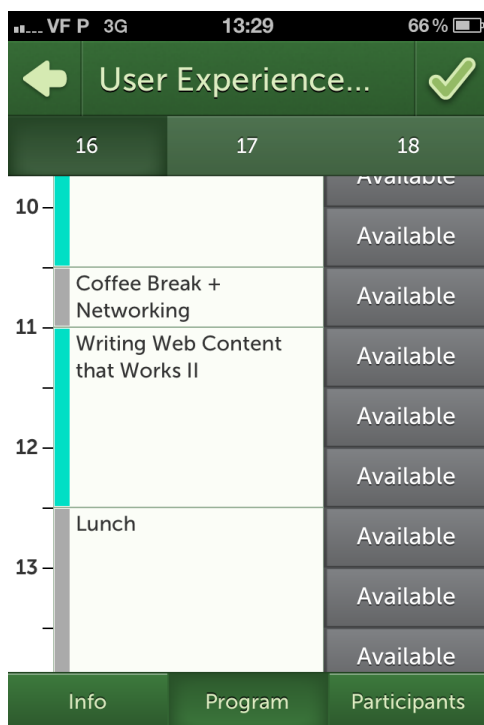 VF P 3G 13:29 66%
User Experience...
16 17 18
Available
10
Available
Coffee Break +
Networking
Available
11
Writing Web Content
that Works II
Available
Available
12
Available
Lunch
Available
13
Available
Available
Info Program Participants